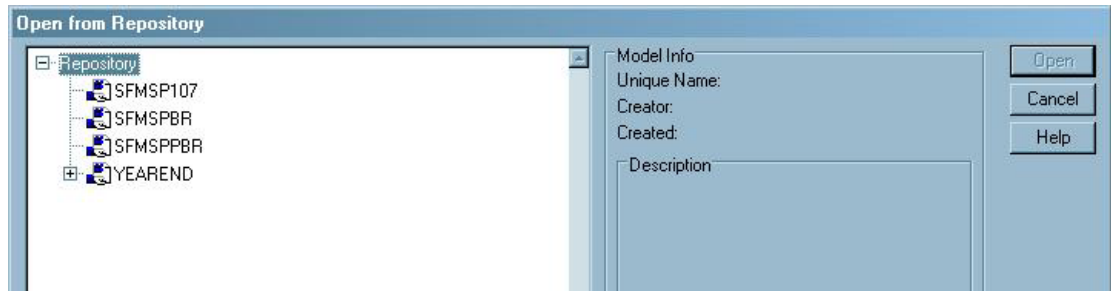 Open from Repository
Repository
SFMSP107
SFMSPBR
SFMSPPBR
YEAREND
Model Info
Unique Name:
Creator:
Created:
Description
Open
Cancel
Help